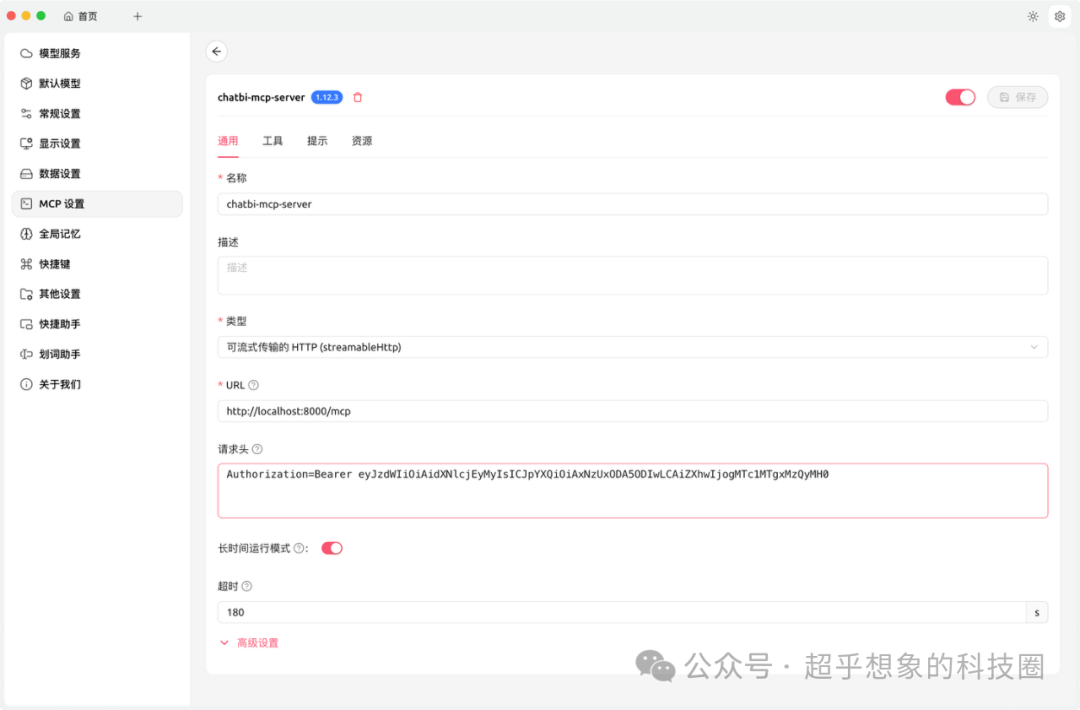 首页
模型服务
默认模型
常规设置
显示设置
数据设置
MCP 设置
全局记忆
快捷键
其他设置
快捷助手
划词助手
关于我们
chatbi-mcp-server 1.12.3
保存
通用 工具 提示 资源
* 名称
chatbi-mcp-server
描述
描述
* 类型
可流式传输的 HTTP (streamableHttp)
* URL
http://localhost:8000/mcp
请求头
Authorization=Bearer eyJzdWIiOiAidXNlcjEyMyIsICJpYXQiOiAxNzUxODA5ODIwLCAiZXhwIjogMTc1MTgxMzQyMH0
长时间运行模式 :
超时
180 s
高级设置
公众号 · 超乎想象的科技圈